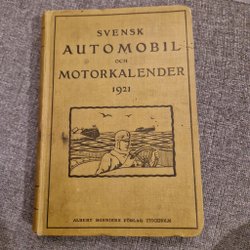 SVENSK
AUTOMOBIL
OCH
MOTORKALENDER
1921
ALBERT BONNIERS FÖRLAG STOCKHOLM